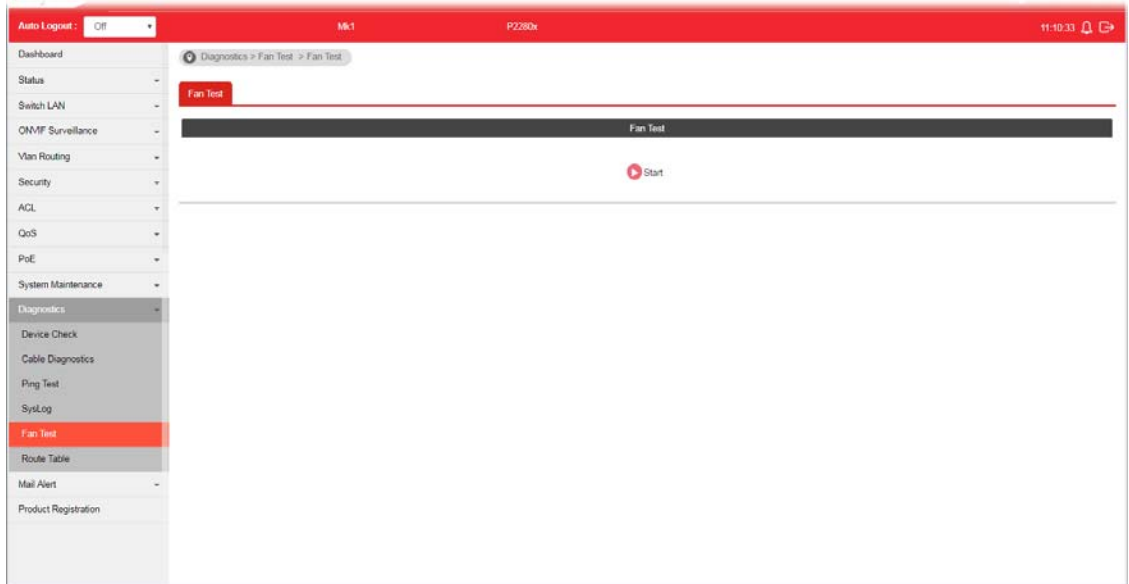 Auto Logout : Off Mk1 P2280x 11:10:33
Dashboard
Diagnostics > Fan Test > Fan Test
Status
Fan Test
Switch LAN
ONVIF Surveillance
Fan Test
Vlan Routing
Start
Security
ACL
QoS
PoE
System Maintenance
Diagnostics
Device Check
Cable Diagnostics
Ping Test
SysLog
Fan Test
Route Table
Mail Alert
Product Registration